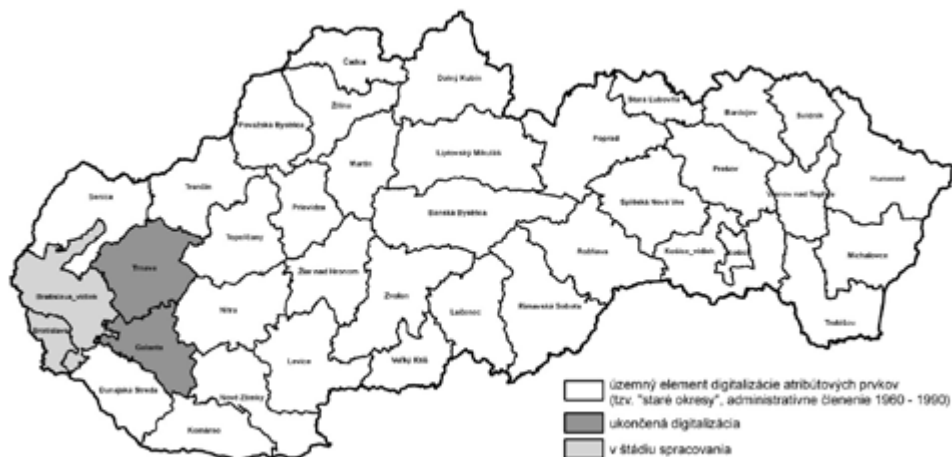 Čadca
Dolný Kubín
Stará Ľubovňa
Bardejov
Svidník
Žilina
Považská Bystrica
Poprad
Martin
Liptovský Mikuláš
Prešov
Humenné
Senica
Trenčín
Prievidza
Vranov nad Topľou
Spišská Nová Ves
Banská Bystrica
Topoľčany
Rožňava
Košice_vidiek
Košice
Michalovce
Trnava
Žiar nad Hronom
Zvolen
Bratislava_vidiek
Nitra
Lučenec
Rimavská Sobota
Trebišov
Bratislava
Galanta
Levice
Veľký Krtíš
Dunajská Streda
Nové Zámky
Komárno
územný element digitalizácie atribútových prvkov
(tzv. "staré okresy", administratívne členenie 1960 - 1990)
ukončená digitalizácia
v štádiu spracovania